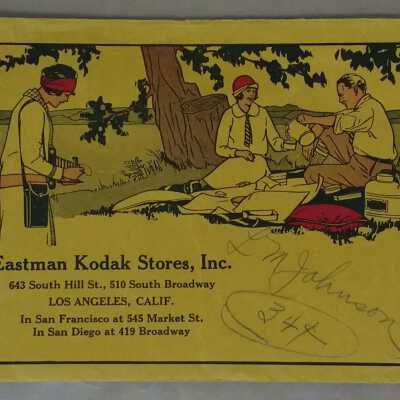 Eastman Kodak Stores, Inc.
643 South Hill St., 510 South Broadway
LOS ANGELES, CALIF.
In San Francisco at 545 Market St.
In San Diego at 419 Broadway
L M Johnson
344